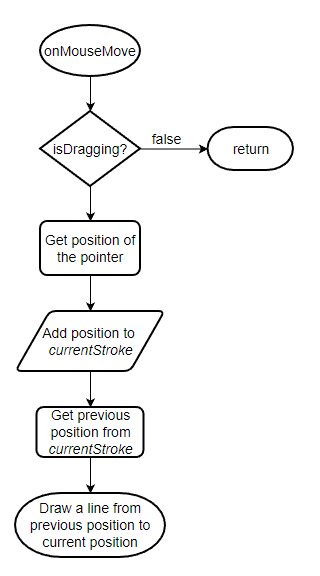 onMouseMove
isDragging?
false
return
Get position of
the pointer
Add position to
currentStroke
Get previous
position from
currentStroke
Draw a line from
previous position to
current position